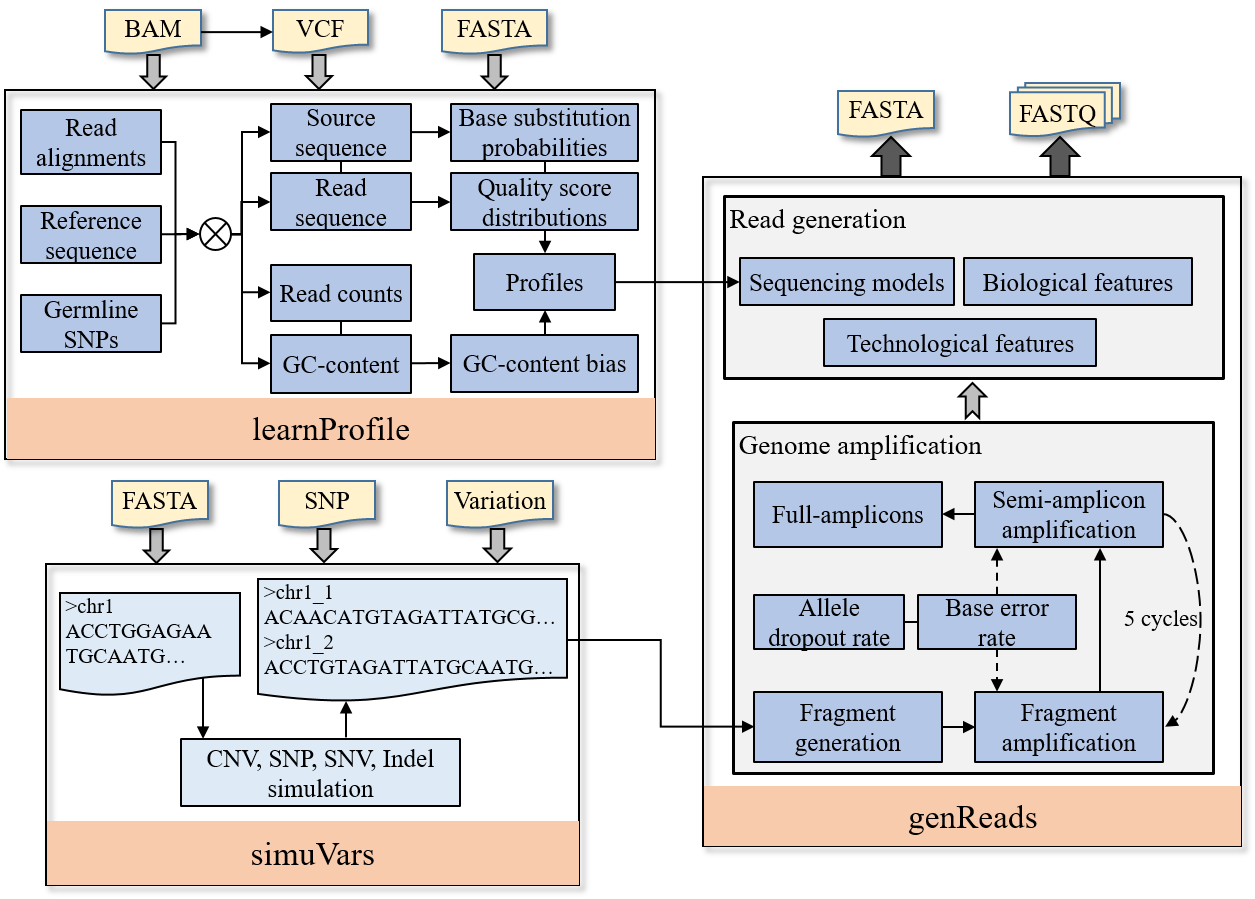 BAM
VCF
FASTA
Read
alignments
Reference
sequence
Germline
SNPs
Source
sequence
Read
sequence
Read counts
GC-content
Base substitution
probabilities
Quality score
distributions
Profiles
GC-content bias
learnProfile
FASTA
SNP
Variation
>chr1
ACCTGGAGAA
TGCAATG…
>chr1_1
ACAACATGTAGATTATGCG…
>chr1_2
ACCTGTAGATTATGCAATG…
CNV, SNP, SNV, Indel
simulation
simuVars
FASTA
FASTQ
Read generation
Sequencing models
Biological features
Technological features
Genome amplification
Full-amplicons
Semi-amplicon
amplification
Allele
dropout rate
Base error
rate
5 cycles
Fragment
generation
Fragment
amplification
genReads